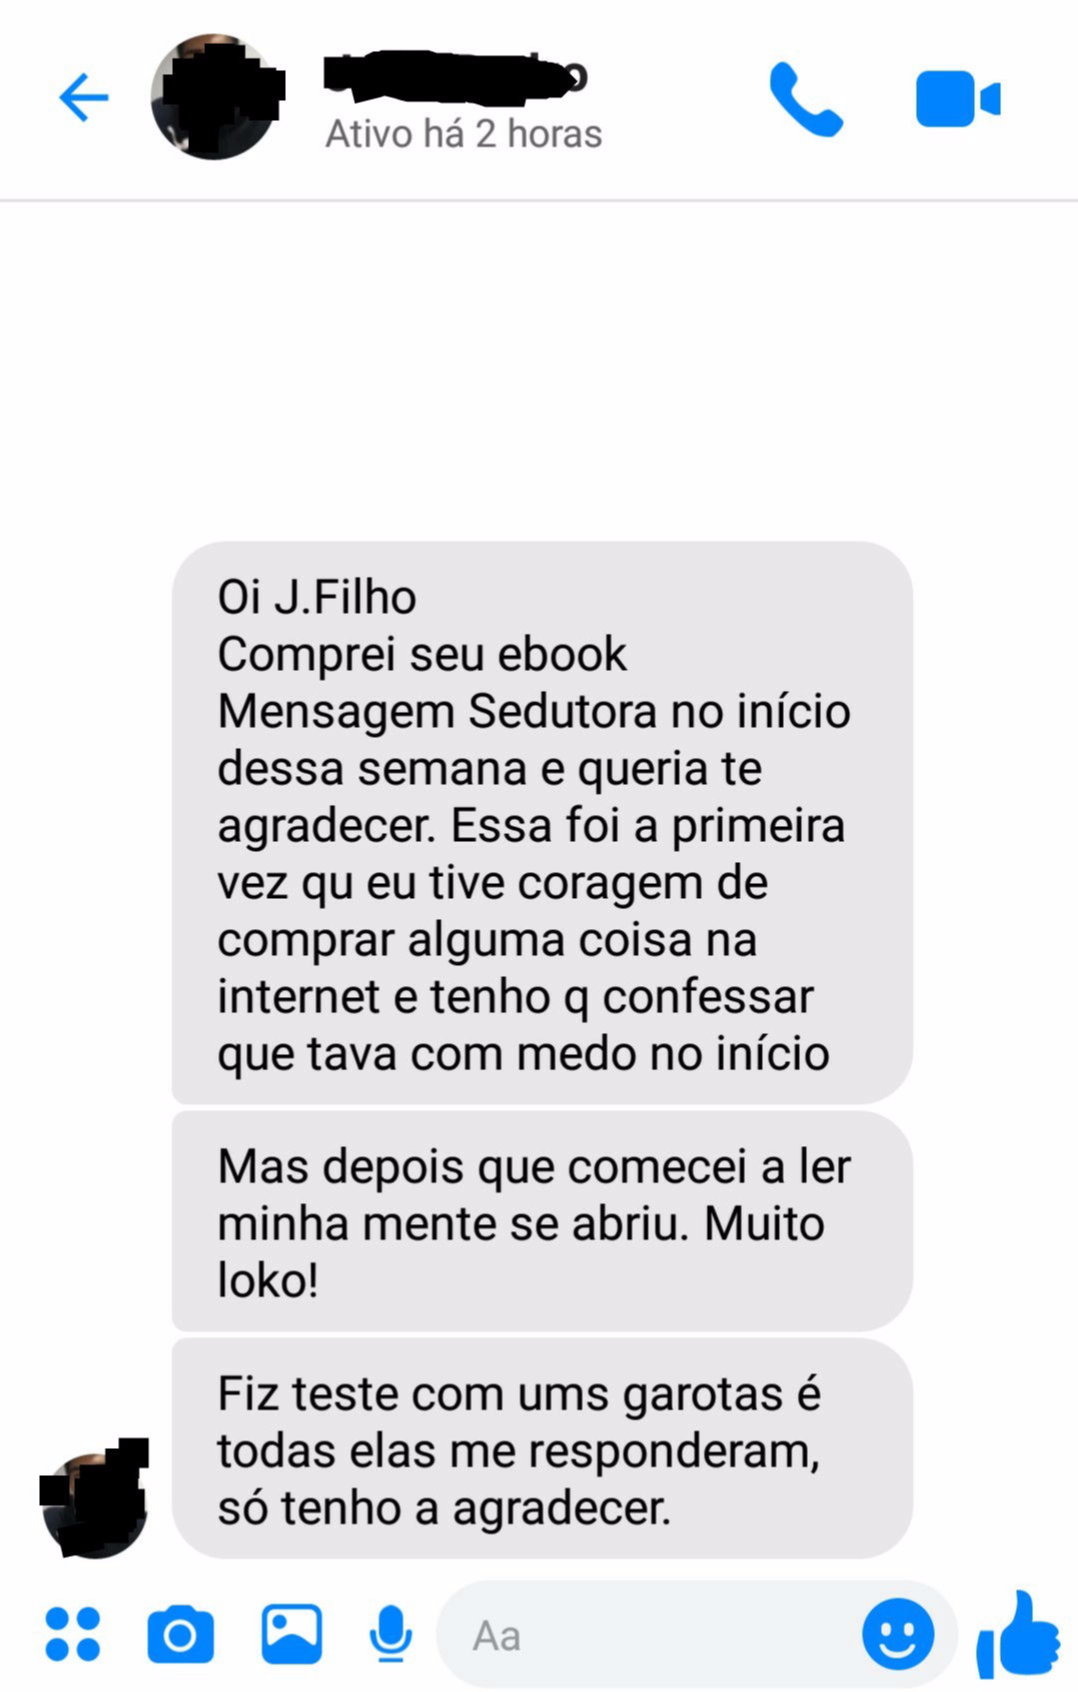 Ativo há 2 horas
Oi J.Filho
Comprei seu ebook
Mensagem Sedutora no início
dessa semana e queria te
agradecer. Essa foi a primeira
vez qu eu tive coragem de
comprar alguma coisa na
internet e tenho q confessar
que tava com medo no início
Mas depois que comecei a ler
minha mente se abriu. Muito
loko!
Fiz teste com ums garotas é
todas elas me responderam,
só tenho a agradecer.
Aa